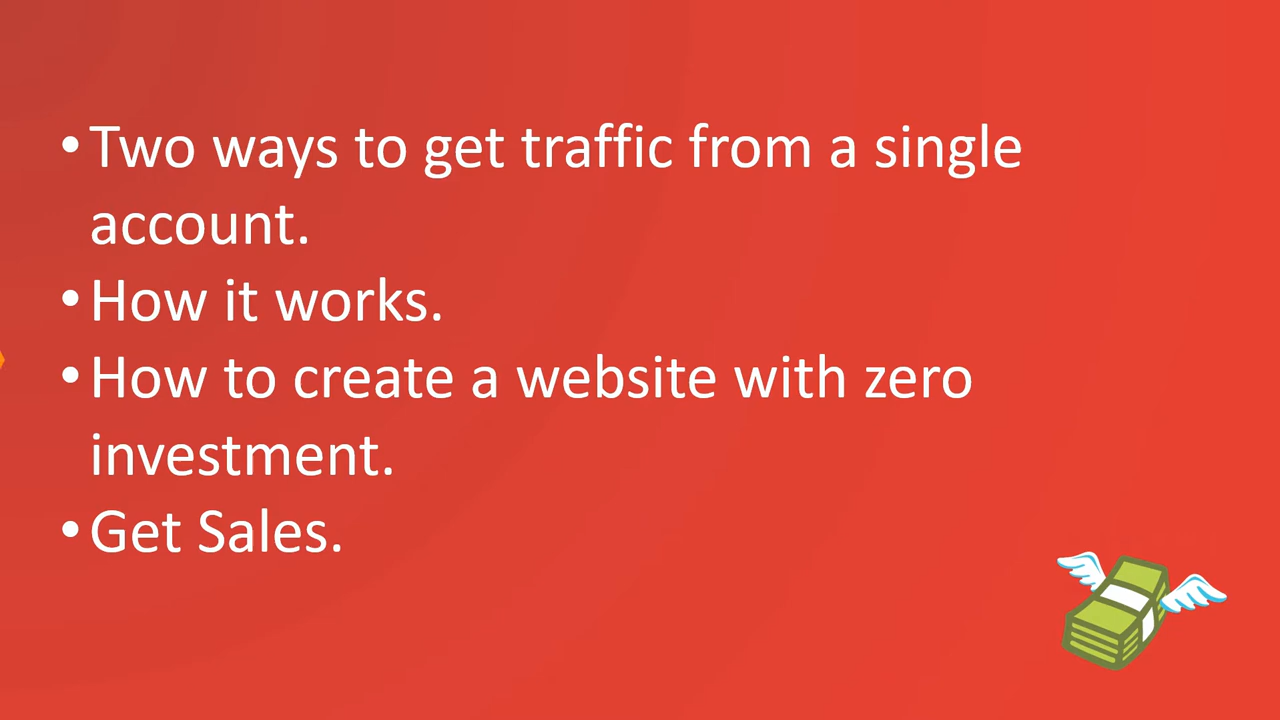 •Two ways to get traffic from a single
account.
•How it works.
•How to create a website with zero
investment.
•Get Sales.